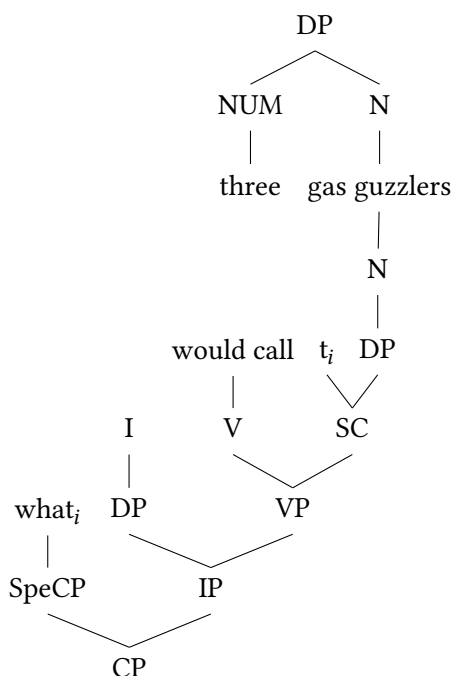 DP
NUM N
three gas guzzlers
N
would call tᵢ DP
I V SC
whatᵢ DP VP
SpeCP IP
CP